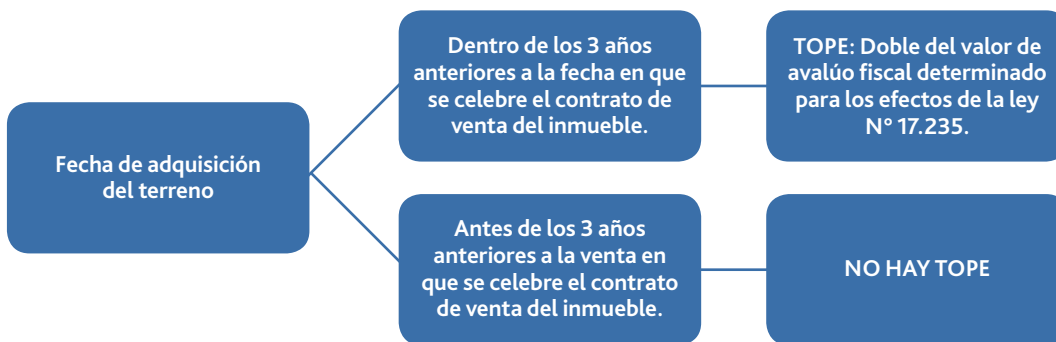 Fecha de adquisición
del terreno
Dentro de los 3 años
anteriores a la fecha en que
se celebre el contrato de
venta del inmueble.
TOPE: Doble del valor de
avalúo fiscal determinado
para los efectos de la ley
N° 17.235.
Antes de los 3 años
anteriores a la venta en
que se celebre el contrato
de venta del inmueble.
NO HAY TOPE